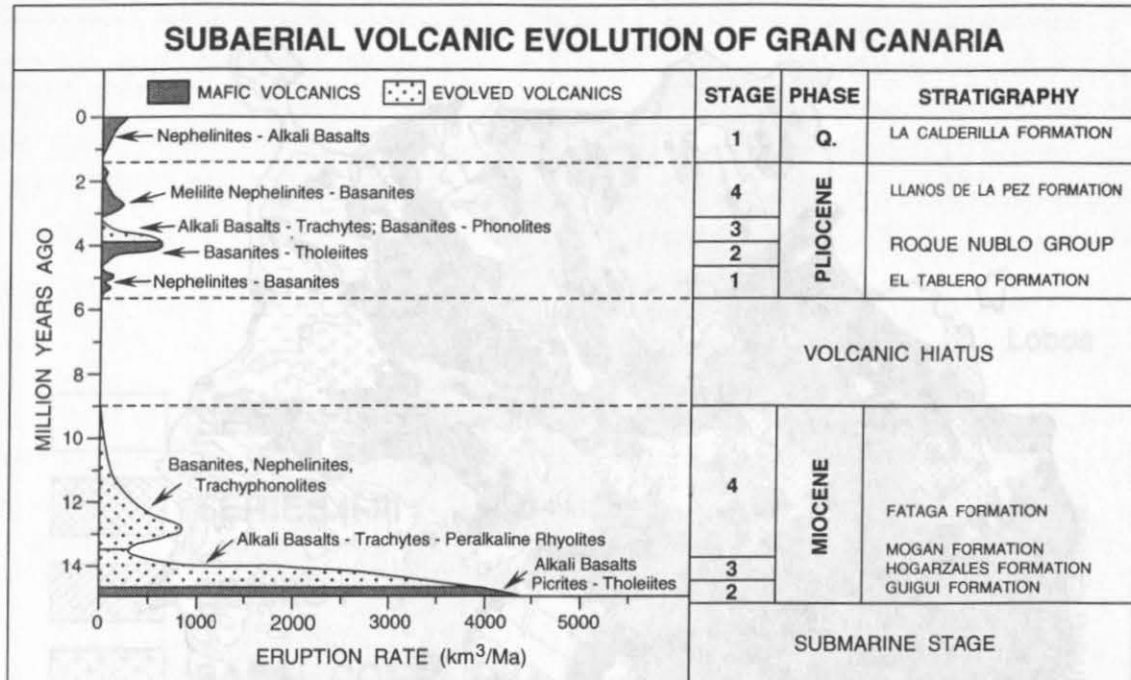 SUBAERIAL VOLCANIC EVOLUTION OF GRAN CANARIA
MAFIC VOLCANICS
EVOLVED VOLCANICS
STAGE
PHASE
STRATIGRAPHY
MILLION YEARS AGO
0
2
4
6
8
10
12
14
Nephelinites - Alkali Basalts
Melilite Nephelinites - Basanites
Alkali Basalts - Trachytes; Basanites - Phonolites
Basanites - Tholeiites
Nephelinites - Basanites
Basanites, Nephelinites,
Trachyphonolites
Alkali Basalts - Trachytes - Peralkaline Rhyolites
Alkali Basalts
Picrites - Tholeiites
0
1000
2000
3000
4000
5000
ERUPTION RATE (km³/Ma)
1
Q.
LA CALDERILLA FORMATION
4
3
2
1
PLIOCENE
LLANOS DE LA PEZ FORMATION
ROQUE NUBLO GROUP
EL TABLERO FORMATION
VOLCANIC HIATUS
4
3
2
MIOCENE
FATAGA FORMATION
MOGAN FORMATION
HOGARZALES FORMATION
GUIGUI FORMATION
SUBMARINE STAGE